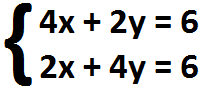 4x + 2y = 6
2x + 4y = 6